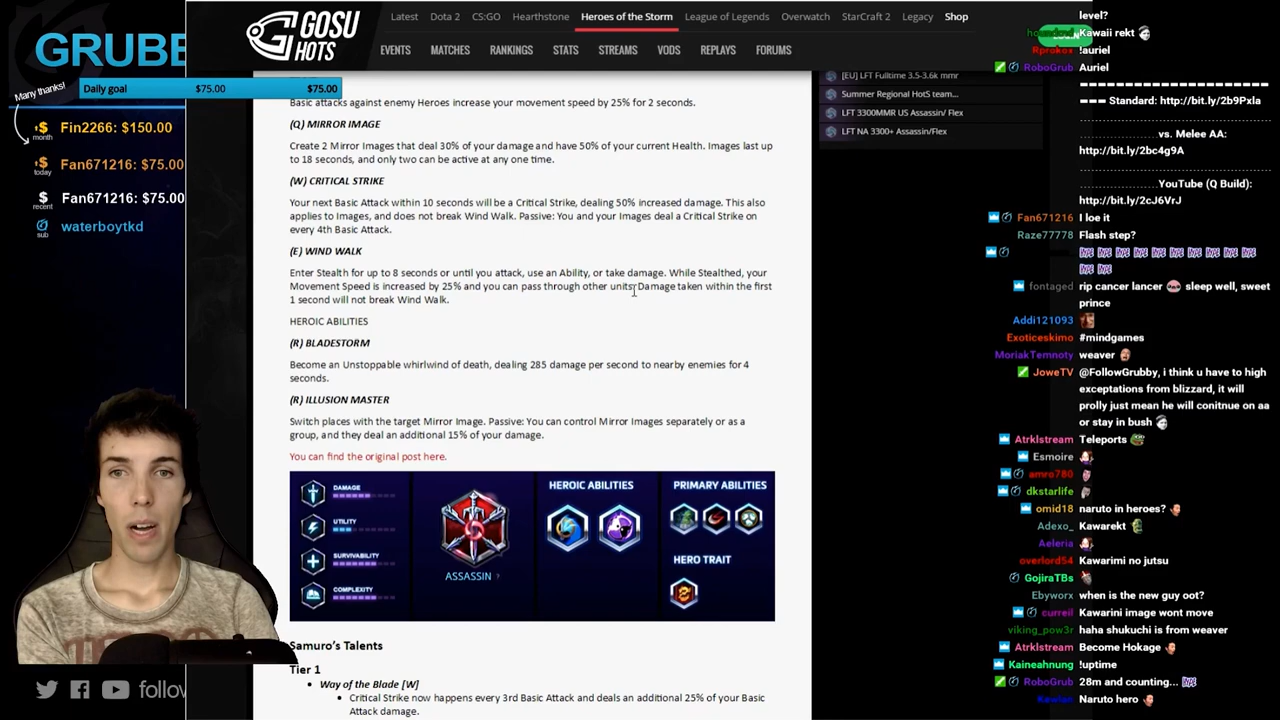 GRUBB
Many thanks!
Daily goal $75.00 $75.00
month Fin2266: $150.00
today Fan671216: $75.00
recent Fan671216: $75.00
sub waterboytkd
follow
GOSU
HOTS
Latest Dota 2 CS:GO Hearthstone Heroes of the Storm League of Legends Overwatch StarCraft 2 Legacy Shop
EVENTS MATCHES RANKINGS STATS STREAMS VODS REPLAYS FORUMS
Basic attacks against enemy Heroes increase your movement speed by 25% for 2 seconds.
(Q) MIRROR IMAGE
Create 2 Mirror Images that deal 30% of your damage and have 50% of your current Health. Images last up
to 18 seconds, and only two can be active at any one time.
(W) CRITICAL STRIKE
Your next Basic Attack within 10 seconds will be a Critical Strike, dealing 50% increased damage. This also
applies to Images, and does not break Wind Walk. Passive: You and your Images deal a Critical Strike on
every 4th Basic Attack.
(E) WIND WALK
Enter Stealth for up to 8 seconds or until you attack, use an Ability, or take damage. While Stealthed, your
Movement Speed is increased by 25% and you can pass through other units. Damage taken within the first
1 second will not break Wind Walk.
HEROIC ABILITIES
(R) BLADESTORM
Become an Unstoppable whirlwind of death, dealing 285 damage per second to nearby enemies for 4
seconds.
(R) ILLUSION MASTER
Switch places with the target Mirror Image. Passive: You can control Mirror Images separately or as a
group, and they deal an additional 15% of your damage.
You can find the original post here.
DAMAGE
UTILITY
SURVIVABILITY
COMPLEXITY
ASSASSIN
HEROIC ABILITIES
PRIMARY ABILITIES
HERO TRAIT
Samuro's Talents
Tier 1
• Way of the Blade [W]
• Critical Strike now happens every 3rd Basic Attack and deals an additional 25% of your Basic
Attack damage.
[EU] LFT Fulltime 3.5-3.6k mmr
Summer Regional HotS team...
LFT 3300MMR US Assassin/ Flex
LFT NA 3300+ Assassin/Flex
level?
Kawaii rekt
Rprokox !auriel
RoboGrub Auriel
Standard: http://bit.ly/2b9Pxla
vs. Melee AA:
http://bit.ly/2bc4g9A
YouTube (Q Build):
http://bit.ly/2cJ6VrJ
Fan671216 I loe it
Raze77778 Flash step?
fontaged rip cancer lancer sleep well, sweet
prince
Addi121093
Exoticeskimo #mindgames
MoriakTemnoty weaver
JoweTV @FollowGrubby, i think u have to high
exceptations from blizzard, it will
prolly just mean he will conitnue on aa
or stay in bush
Atrklstream Teleports
Esmoire
amro780
dkstarlife
omid18 naruto in heroes?
Adexo_ Kawarekt
Aeleria
overlord54 Kawarimi no jutsu
GojiraTBs
Ebyworx when is the new guy oot?
curreil Kawarini image wont move
viking_pow3r haha shukuchi is from weaver
Atrklstream Become Hokage
Kaineahnung !uptime
RoboGrub 28m and counting...
Naruto hero